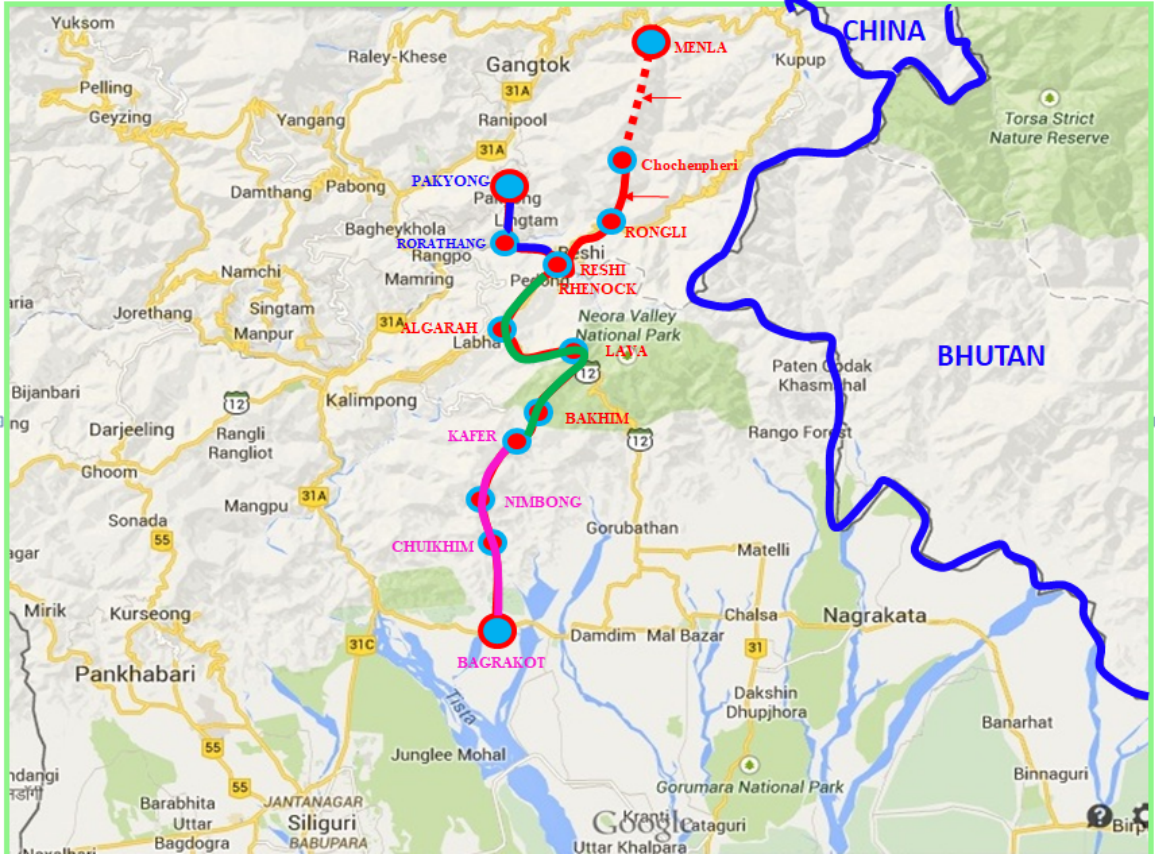 Yuksom
CHINA
Raley-Khese
MENLA
Gangtok
Kupup
Pelling
31A
Geyzing
Yangang
Ranipool
Torsa Strict
Nature Reserve
31A
Chochenpheri
PAKYONG
Damthang
Pabong
Lingtam
Bagheykhola
RONGLI
RORATHANG
Rangpo
Reshi
RESHI
Namchi
Mamring
RHENOCK
Jorethang
Singtam
Neora Valley
National Park
31A
ALGARAH
Manpur
Labha
LAVA
BHUTAN
12
Paten Godak
Khasmahal
Bijanbari
12
Kalimpong
BAKHIM
Darjeeling
Rangli
Rangliot
KAFER
12
Rango Forest
Ghoom
31A
Mangpu
NIMBONG
Sonada
Gorubathan
55
CHUIKHIM
Matelli
Mirik
Kurseong
Chalsa
Nagrakata
31C
Damdim
Mal Bazar
31
BAGRAKOT
Pankhabari
Tista
Dakshin
Dhupjhora
Banarhat
55
Junglee Mohal
Binnaguri
55
Gorumara National Park
Barabhita
JANTANAGAR
Uttar
Siliguri
Kranti
Google
Bagdogra
BABUPARA
Uttar Khalpara